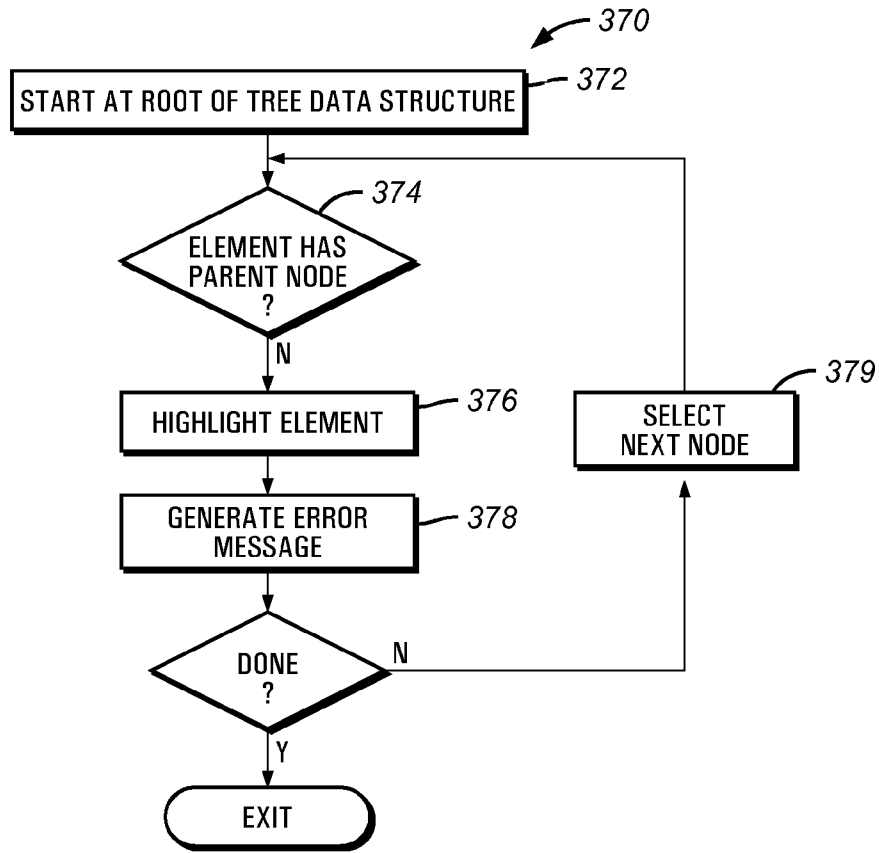 370
START AT ROOT OF TREE DATA STRUCTURE
372
374
ELEMENT HAS
PARENT NODE
?
N
HIGHLIGHT ELEMENT
376
379
SELECT
NEXT NODE
GENERATE ERROR
MESSAGE
378
DONE
?
N
Y
EXIT